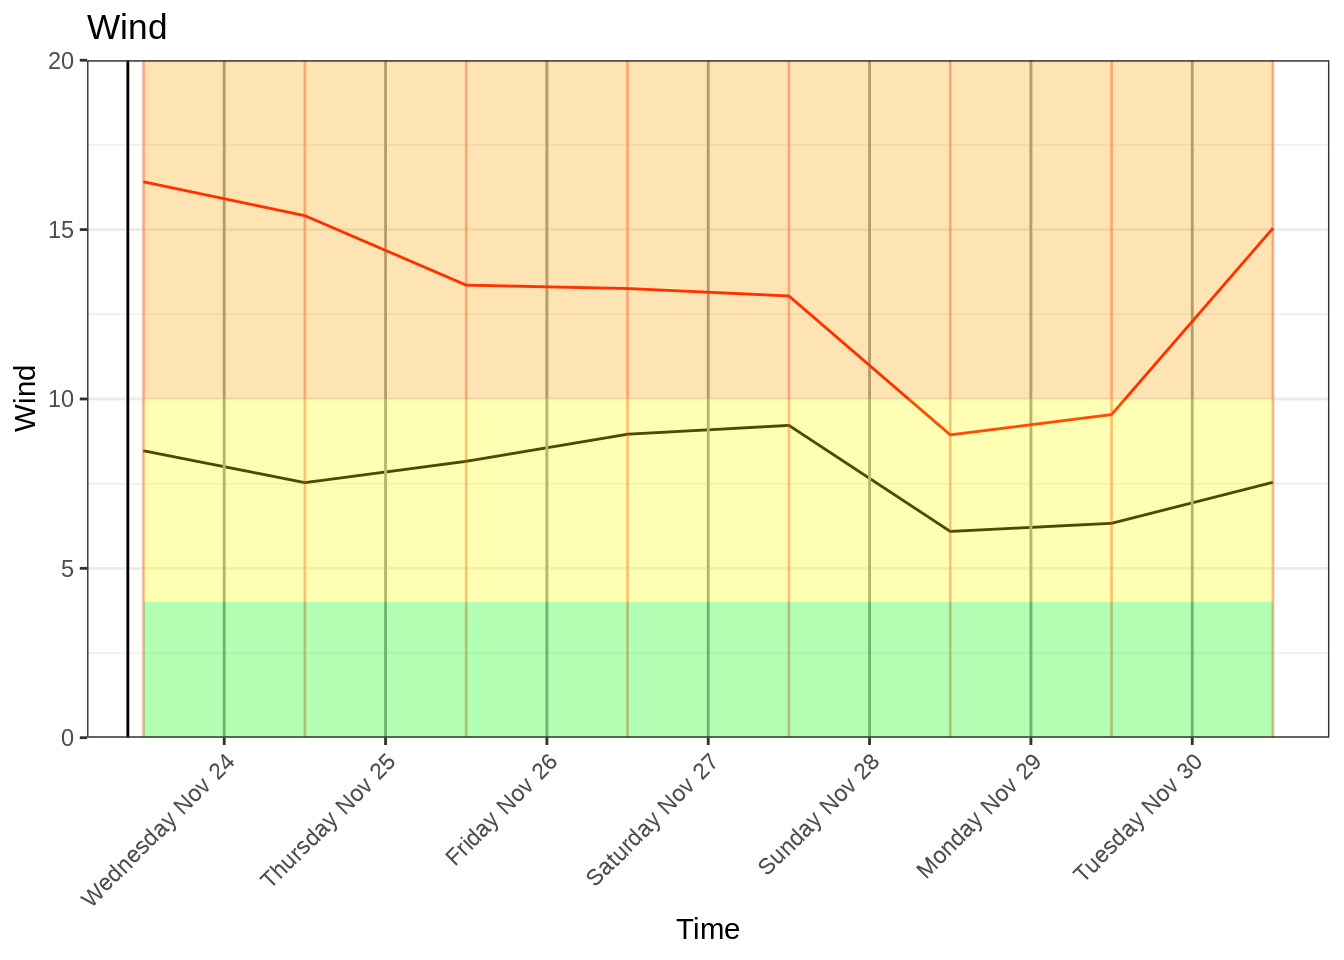 Wind
20
15
10
5
0
Wind
Wednesday Nov 24
Thursday Nov 25
Friday Nov 26
Saturday Nov 27
Sunday Nov 28
Monday Nov 29
Tuesday Nov 30
Time